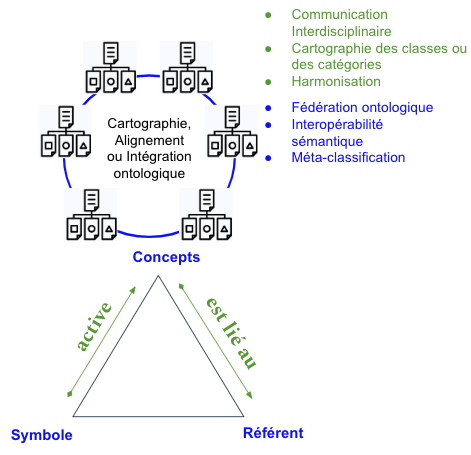 ● Communication
Interdisciplinaire
● Cartographie des classes ou
des catégories
● Harmonisation
● Fédération ontologique
● Interopérabilité
sémantique
● Méta-classification
Cartographie,
Alignement
ou Intégration
ontologique
Concepts
active
est lié au
Symbole
Référent